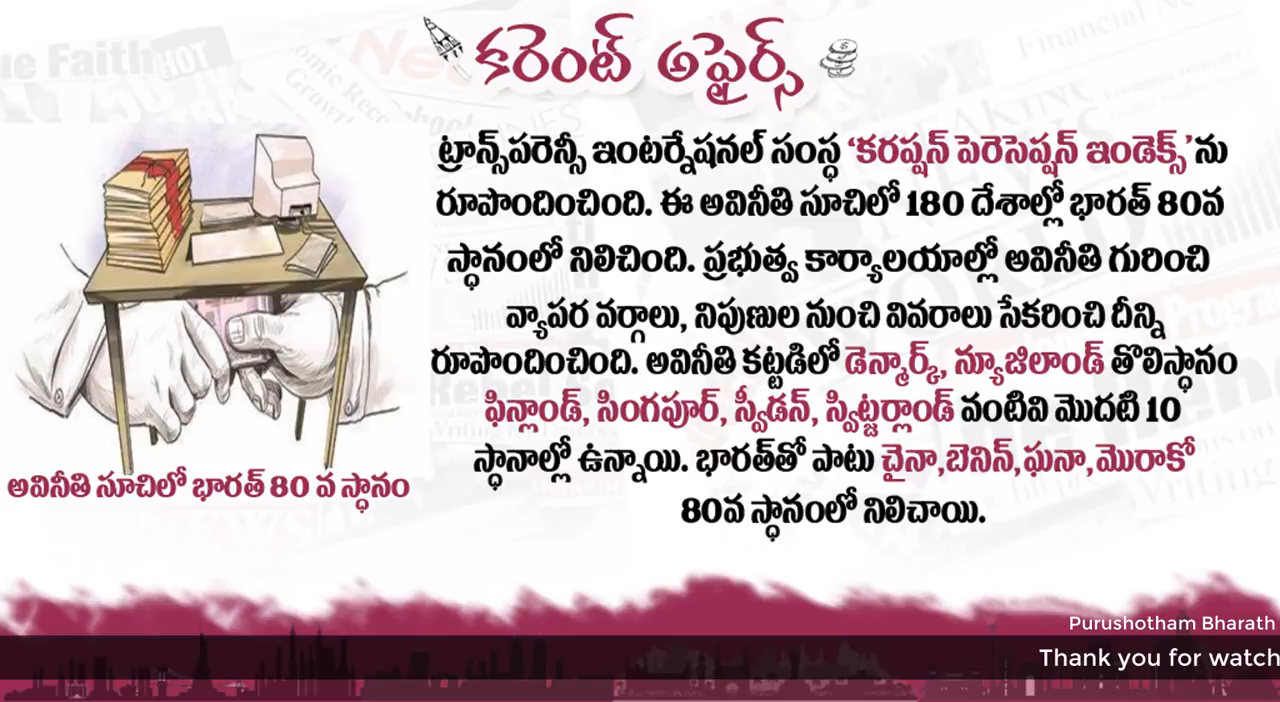 కరెంట్ అఫైర్స్
ట్రాన్స్‌పరెన్సీ ఇంటర్నేషనల్ సంస్థ ‘కరప్షన్ పెరెసెప్షన్ ఇండెక్స్’ను
రూపొందించింది. ఈ అవినీతి సూచిలో 180 దేశాల్లో భారత్ 80వ
స్థానంలో నిలిచింది. ప్రభుత్వ కార్యాలయాల్లో అవినీతి గురించి
వ్యాపర వర్గాలు, నిపుణుల నుంచి వివరాలు సేకరించి దీన్ని
రూపొందించింది. అవినీతి కట్టడిలో డెన్మార్క్, న్యూజిలాండ్ తొలిస్థానం
ఫిన్లాండ్, సింగపూర్, స్వీడన్, స్విట్జర్లాండ్ వంటివి మొదటి 10
స్థానాల్లో ఉన్నాయి. భారత్‌తో పాటు చైనా,బెనిన్,ఘనా,మొరాకో
80వ స్థానంలో నిలిచాయి.
అవినీతి సూచిలో భారత్ 80 వ స్థానం
Purushotham Bharath
Thank you for watch